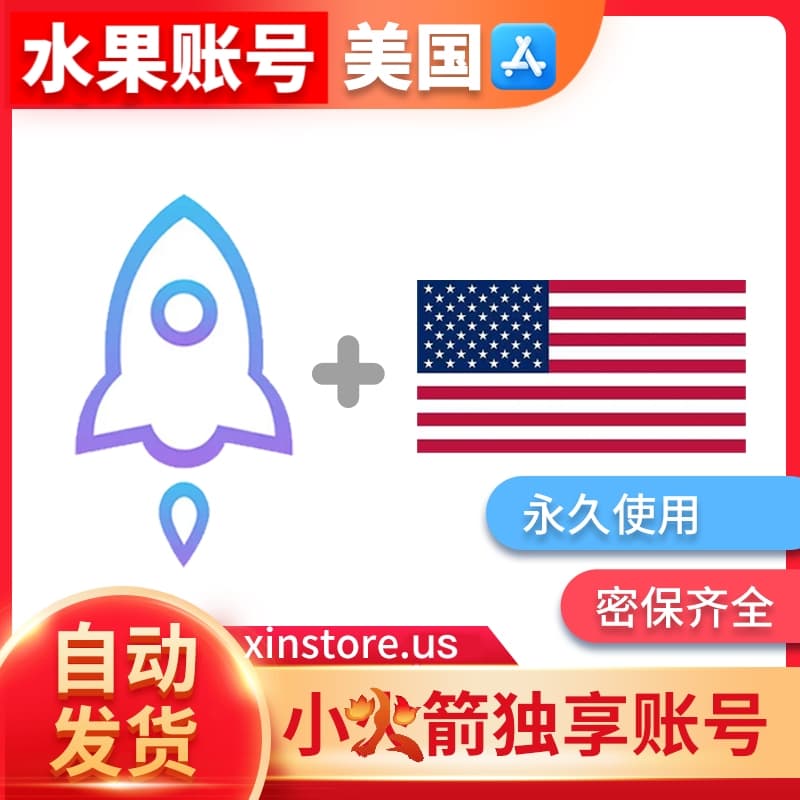 水果账号 美国
永久使用
密保齐全
xinstore.us
自动
发货
小火箭独享账号